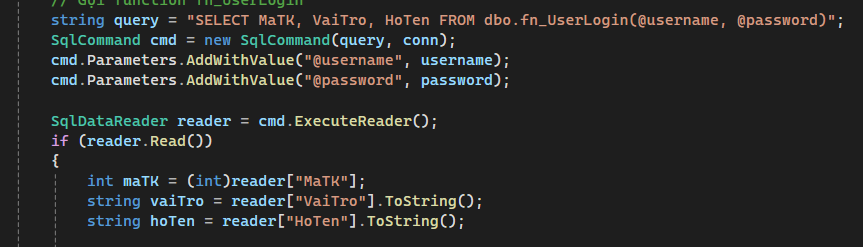 // Gọi function fn_UserLogin
string query = "SELECT MaTK, VaiTro, HoTen FROM dbo.fn_UserLogin(@username, @password)";
SqlCommand cmd = new SqlCommand(query, conn);
cmd.Parameters.AddWithValue("@username", username);
cmd.Parameters.AddWithValue("@password", password);
SqlDataReader reader = cmd.ExecuteReader();
if (reader.Read())
{
int maTK = (int)reader["MaTK"];
string vaiTro = reader["VaiTro"].ToString();
string hoTen = reader["HoTen"].ToString();